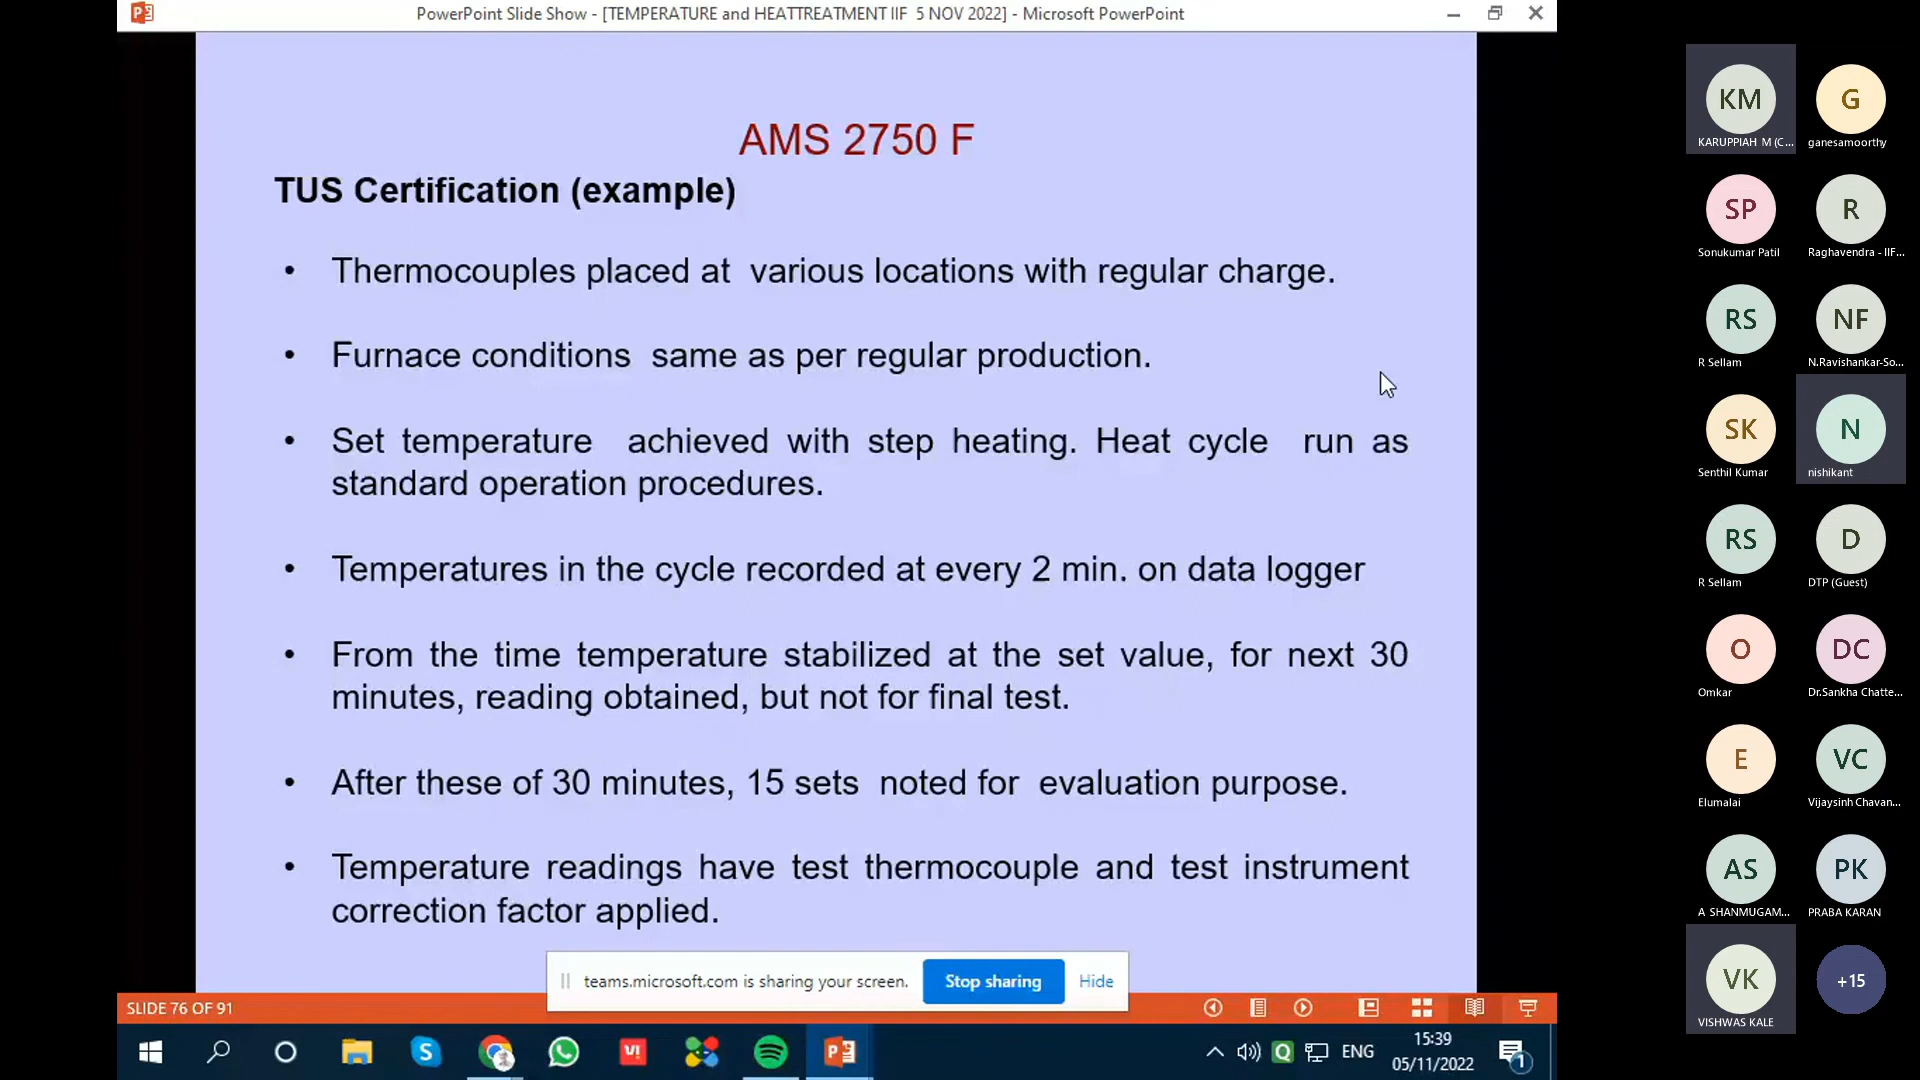 PowerPoint Slide Show - [TEMPERATURE and HEATTREATMENT IIF 5 NOV 2022] - Microsoft PowerPoint
AMS 2750 F
TUS Certification (example)
• Thermocouples placed at various locations with regular charge.
• Furnace conditions same as per regular production.
• Set temperature achieved with step heating. Heat cycle run as
standard operation procedures.
• Temperatures in the cycle recorded at every 2 min. on data logger
• From the time temperature stabilized at the set value, for next 30
minutes, reading obtained, but not for final test.
• After these of 30 minutes, 15 sets noted for evaluation purpose.
• Temperature readings have test thermocouple and test instrument
correction factor applied.
teams.microsoft.com is sharing your screen. Stop sharing Hide
SLIDE 76 OF 91
ENG
15:39
05/11/2022
1
KM G
KARUPPIAH M (C... ganesamoorthy
SP R
Sonukumar Patil Raghavendra - IIF...
RS NF
R Sellam N.Ravishankar-So...
SK N
Senthil Kumar nishikant
RS D
R Sellam DTP (Guest)
O DC
Omkar Dr.Sankha Chatte...
E VC
Elumalai Vijaysinh Chavan...
AS PK
A SHANMUGAM... PRABA KARAN
VK +15
VISHWAS KALE